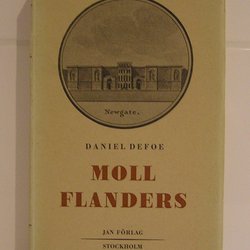 Newgate.
DANIEL DEFOE
MOLL
FLANDERS
JAN FÖRLAG
STOCKHOLM